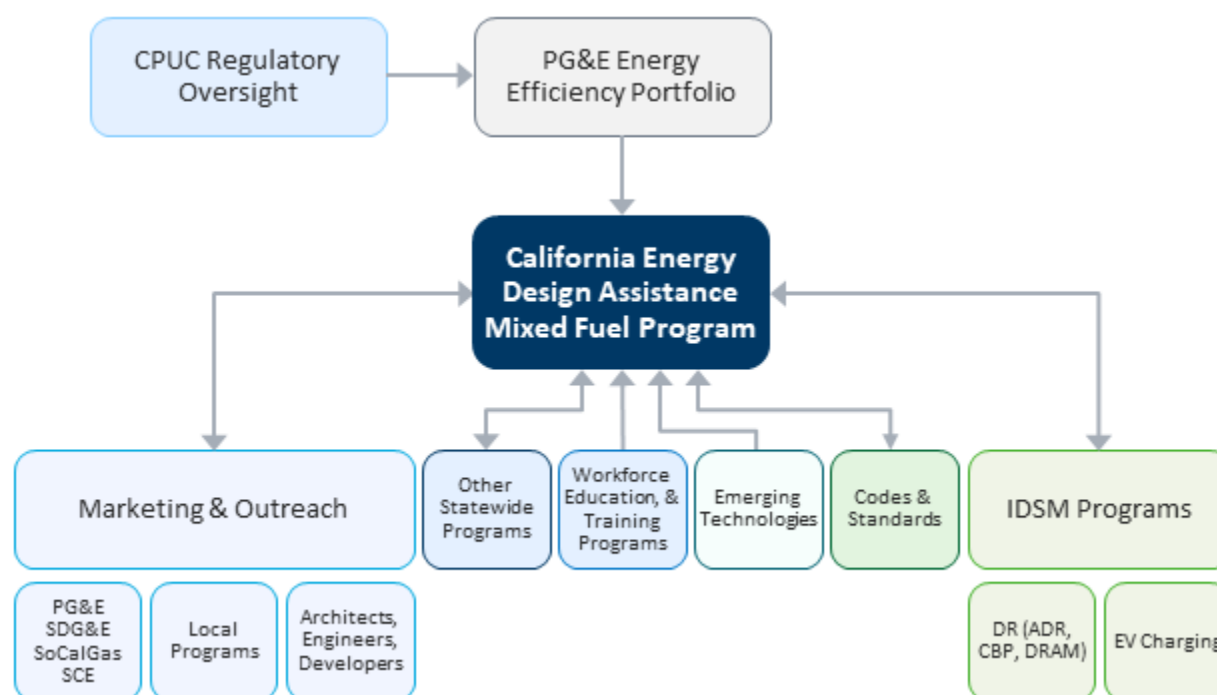 CPUC Regulatory
Oversight
PG&E Energy
Efficiency Portfolio
California Energy
Design Assistance
Mixed Fuel Program
Marketing & Outreach
Other
Statewide
Programs
Workforce
Education, &
Training
Programs
Emerging
Technologies
Codes &
Standards
IDSM Programs
PG&E
SDG&E
SoCalGas
SCE
Local
Programs
Architects,
Engineers,
Developers
DR (ADR,
CBP, DRAM)
EV Charging